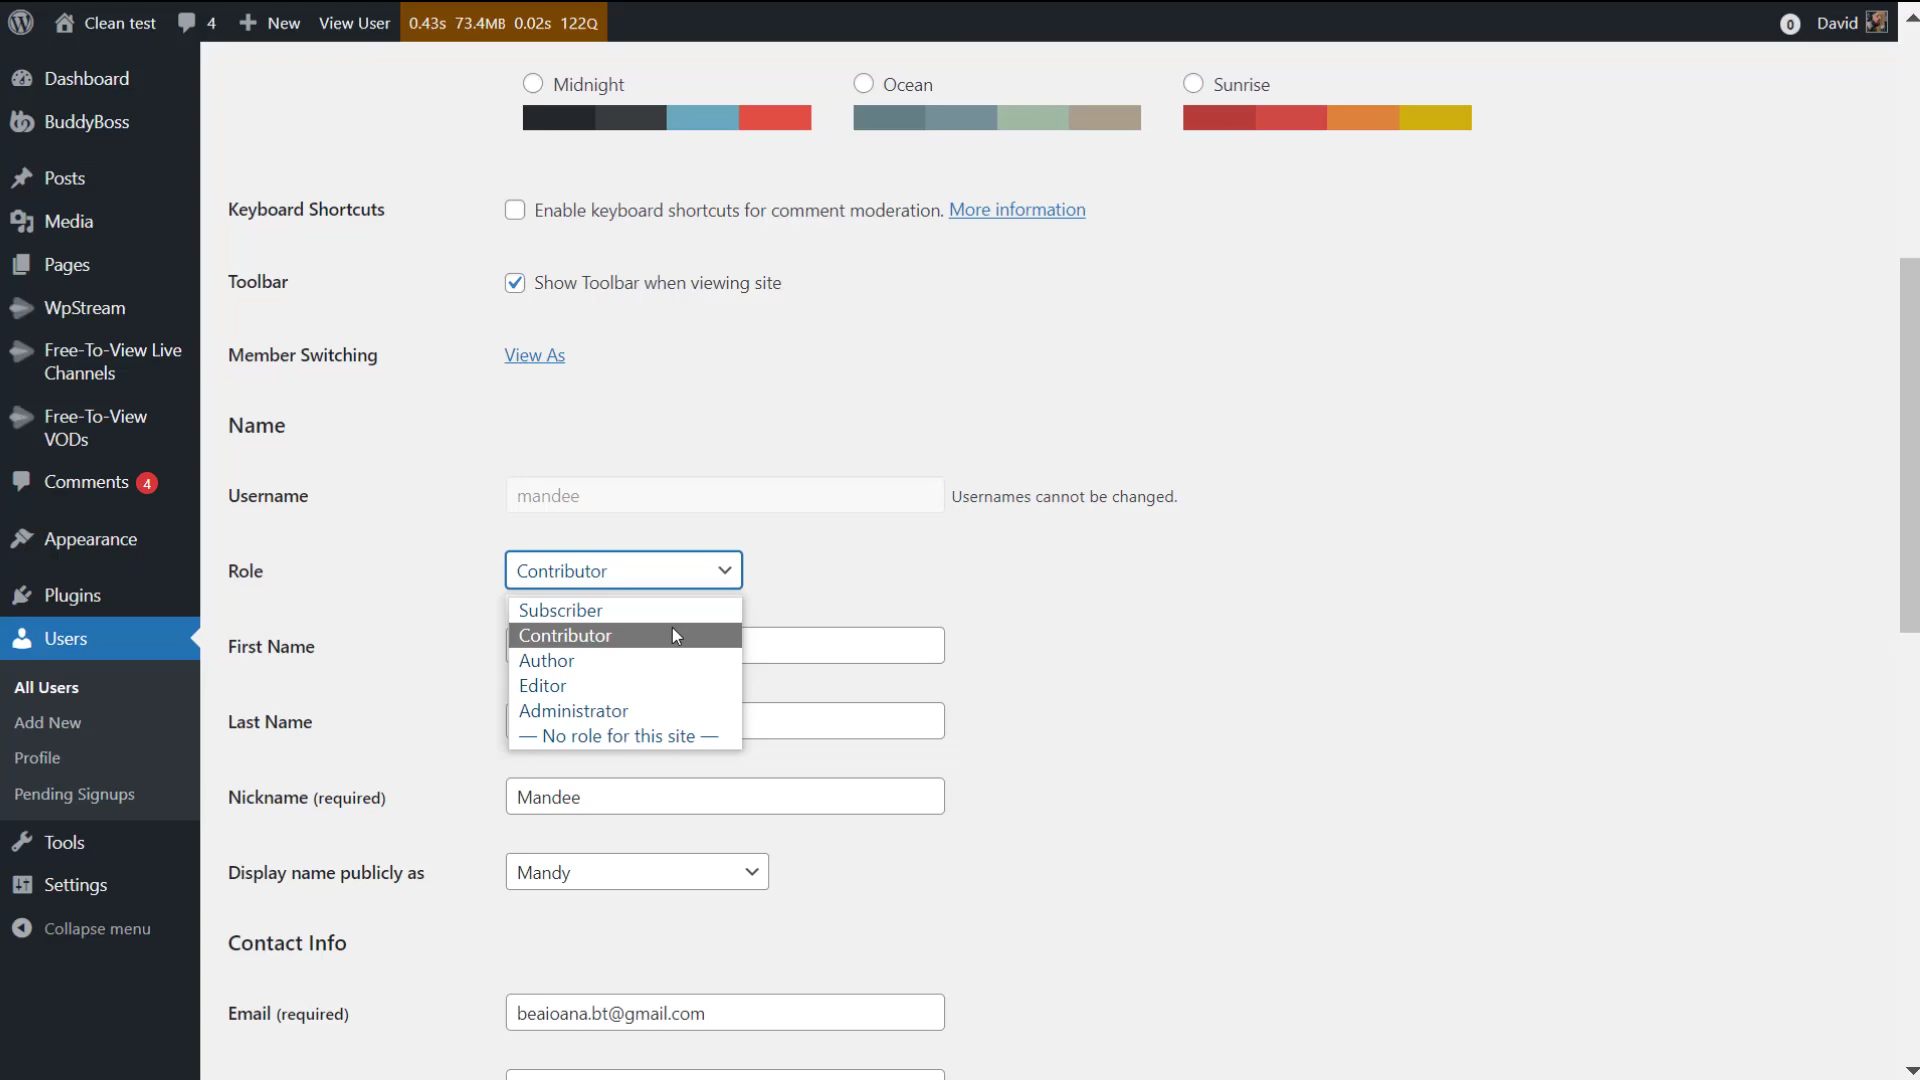 Clean test 4 New View User 0.43s 73.4MB 0.02s 122Q 0 David
Dashboard
BuddyBoss
Posts
Media
Pages
WpStream
Free-To-View Live
Channels
Free-To-View
VODs
Comments 4
Appearance
Plugins
Users
All Users
Add New
Profile
Pending Signups
Tools
Settings
Collapse menu
Midnight Ocean Sunrise
Keyboard Shortcuts Enable keyboard shortcuts for comment moderation. More information
Toolbar Show Toolbar when viewing site
Member Switching View As
Name
Username mandee Usernames cannot be changed.
Role Contributor
Subscriber
Contributor
Author
Editor
Administrator
— No role for this site —
First Name
Last Name
Nickname (required) Mandee
Display name publicly as Mandy
Contact Info
Email (required) beaioana.bt@gmail.com